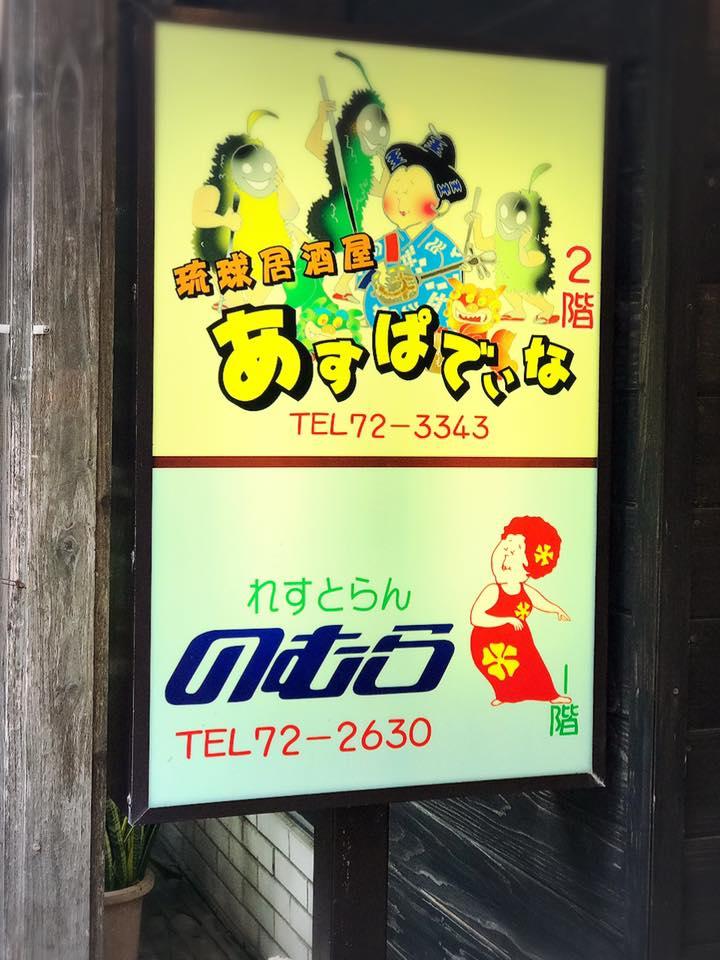 琉球居酒屋
あすぱでぃな
2階
TEL72-3343
れすとらん
のむら
1階
TEL72-2630